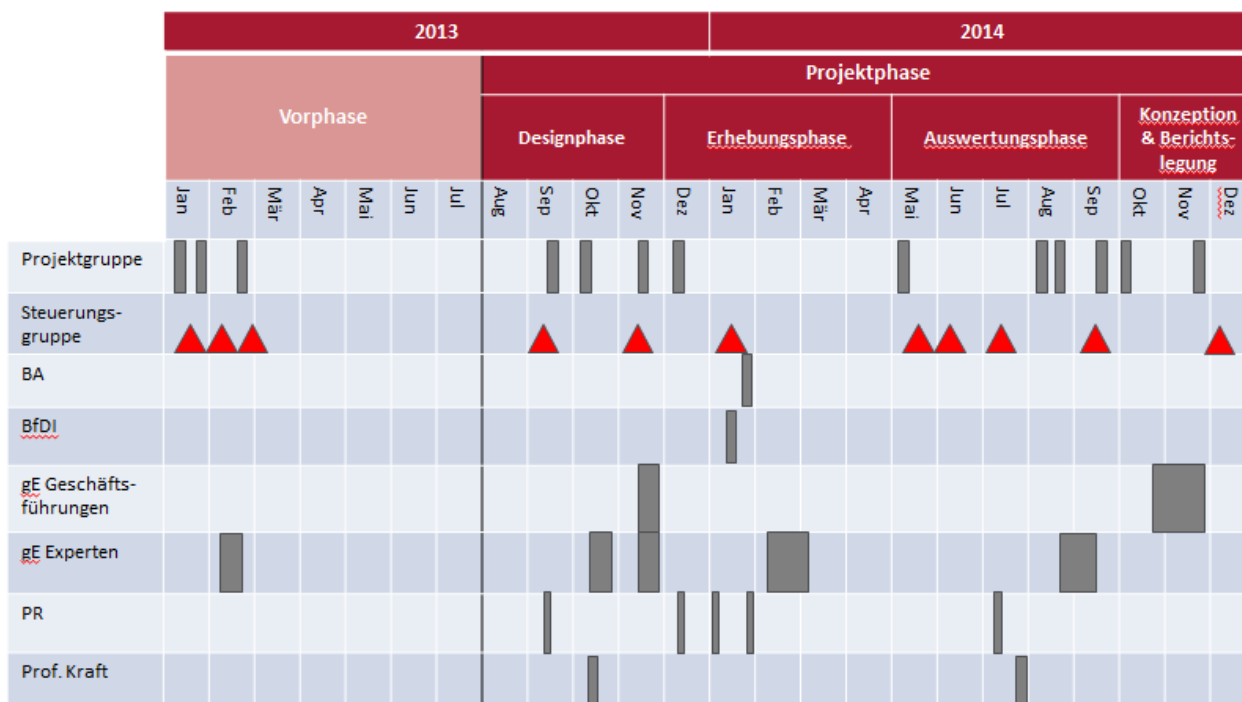 2013
2014
Vorphase
Projektphase
Designphase
Erhebungsphase
Auswertungsphase
Konzeption
& Berichts-
legung
Jan
Feb
Mär
Apr
Mai
Jun
Jul
Aug
Sep
Okt
Nov
Dez
Jan
Feb
Mär
Apr
Mai
Jun
Jul
Aug
Sep
Okt
Nov
Dez
Projektgruppe
Steuerungs-
gruppe
BA
BfDI
gE Geschäfts-
führungen
gE Experten
PR
Prof. Kraft